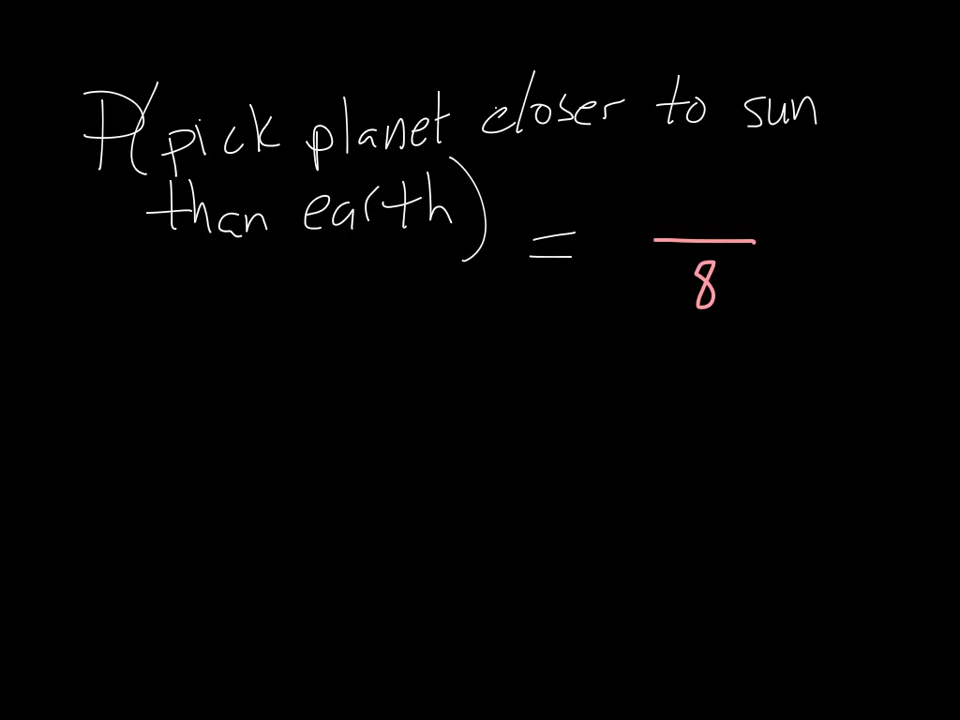 P(pick planet closer to sun
than earth) = —
8